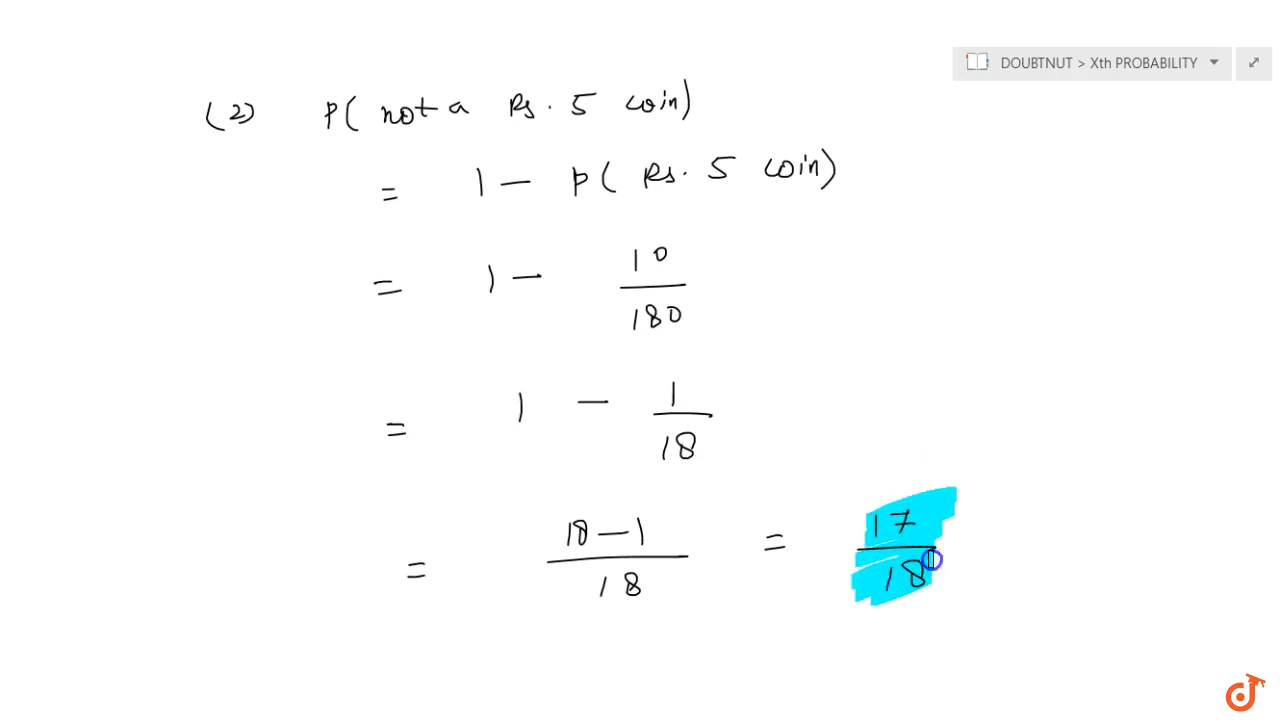 DOUBTNUT > Xth PROBABILITY
(2) P( not a Rs. 5 coin)
= 1 - P( Rs. 5 coin)
= 1 - 10/180
= 1 - 1/18
= 18-1/18 = 17/18